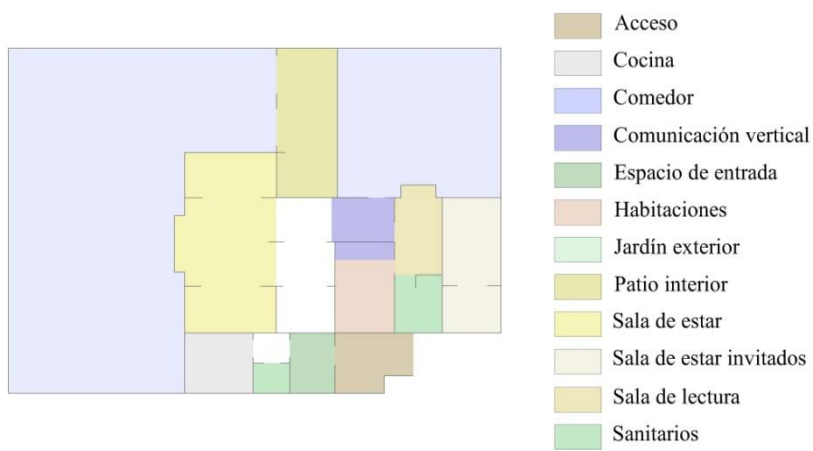 Acceso
Cocina
Comedor
Comunicación vertical
Espacio de entrada
Habitaciones
Jardín exterior
Patio interior
Sala de estar
Sala de estar invitados
Sala de lectura
Sanitarios